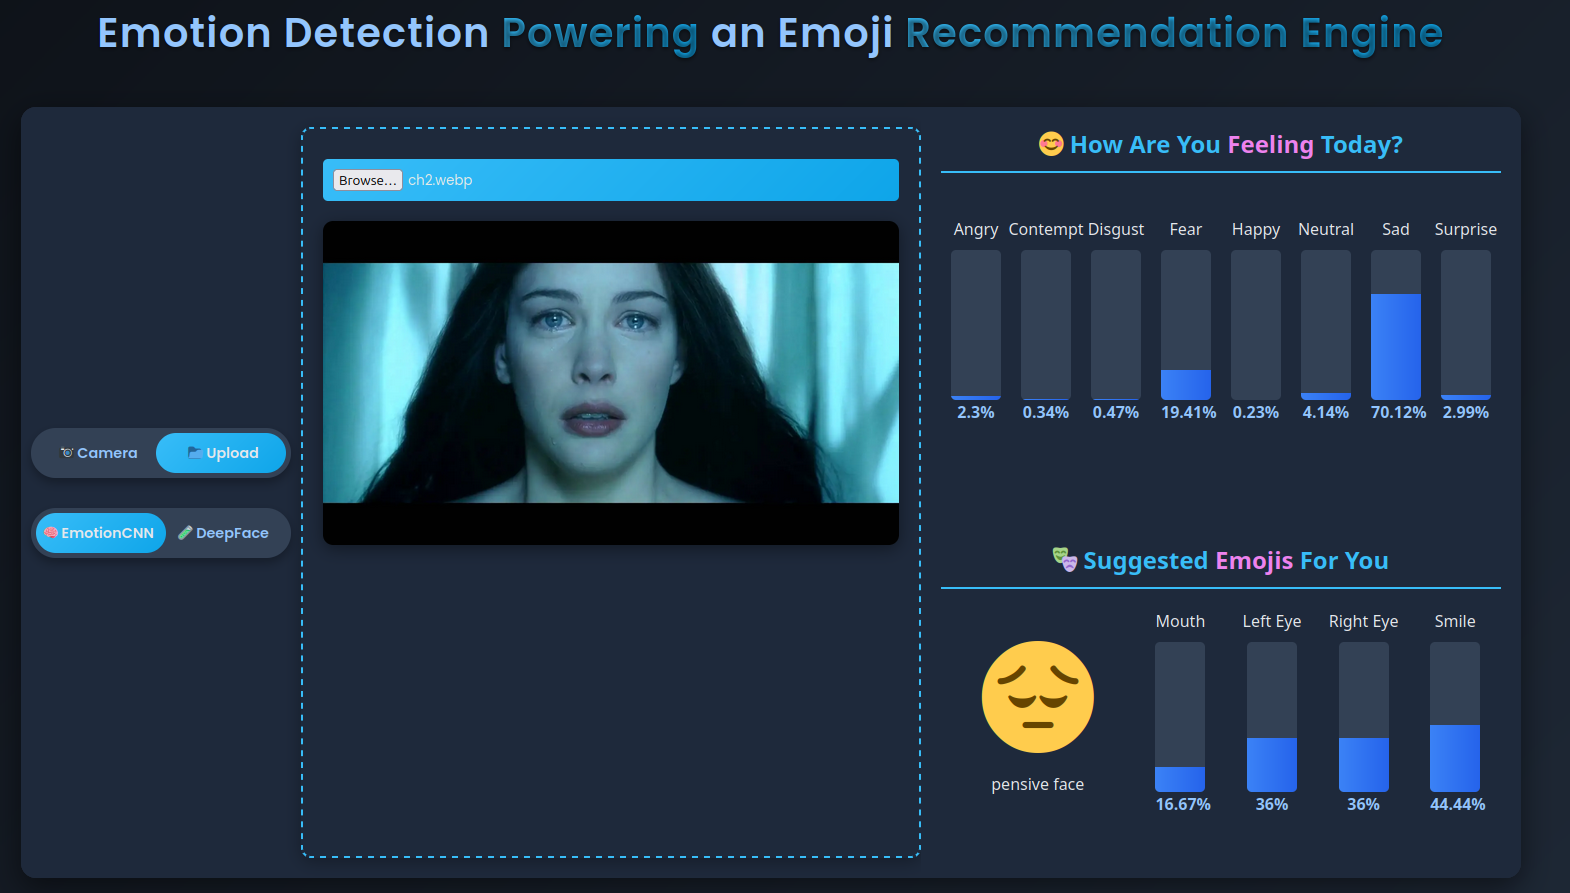 Emotion Detection Powering an Emoji Recommendation Engine
Camera Upload
EmotionCNN DeepFace
Browse... ch2.webp
How Are You Feeling Today?
Angry Contempt Disgust Fear Happy Neutral Sad Surprise
2.3% 0.34% 0.47% 19.41% 0.23% 4.14% 70.12% 2.99%
Suggested Emojis For You
Mouth Left Eye Right Eye Smile
pensive face
16.67% 36% 36% 44.44%